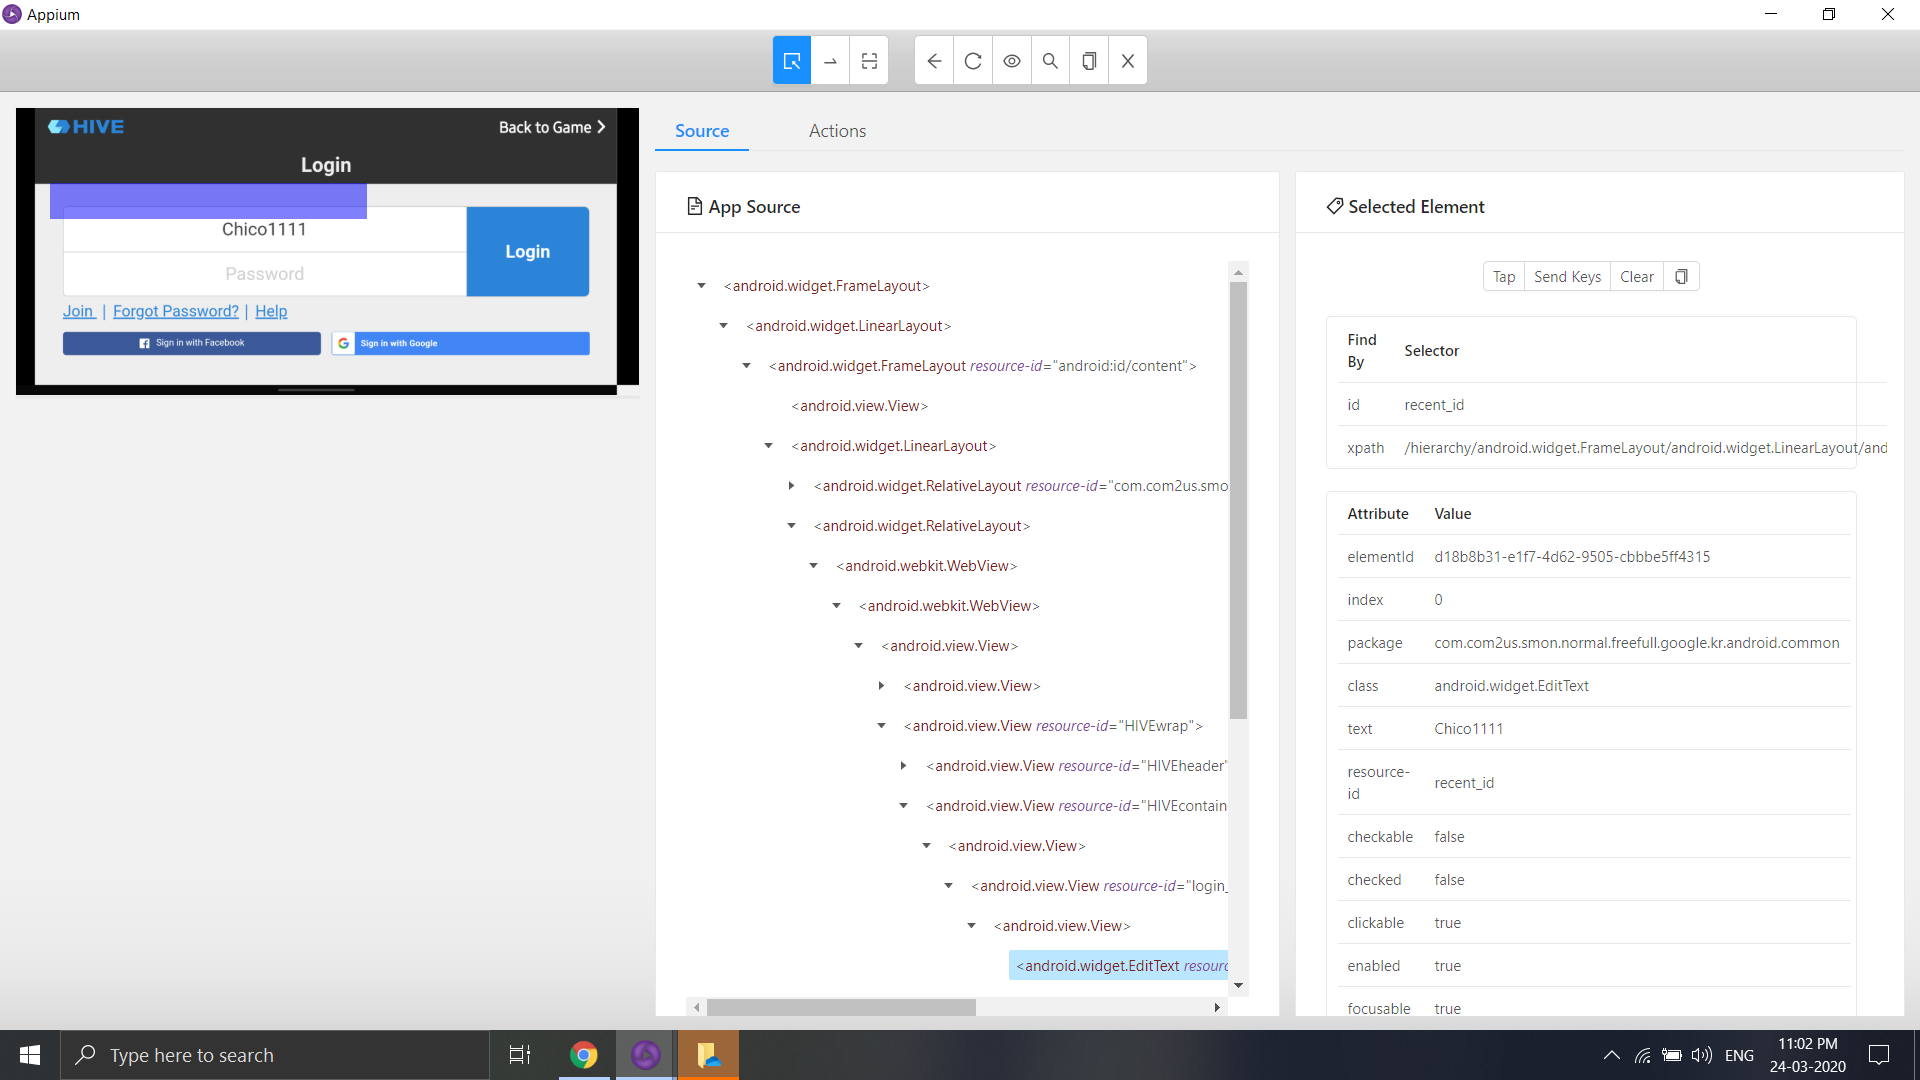 Appium
HIVE
Back to Game
Login
Chico1111
Login
Password
Join | Forgot Password? | Help
Sign in with Facebook
Sign in with Google
Source
Actions
App Source
<android.widget.FrameLayout>
<android.widget.LinearLayout>
<android.widget.FrameLayout resource-id="android:id/content">
<android.view.View>
<android.widget.LinearLayout>
<android.widget.RelativeLayout resource-id="com.com2us.smo
<android.widget.RelativeLayout>
<android.webkit.WebView>
<android.webkit.WebView>
<android.view.View>
<android.view.View>
<android.view.View resource-id="HIVEwrap">
<android.view.View resource-id="HIVEheader"
<android.view.View resource-id="HIVEcontain
<android.view.View>
<android.view.View resource-id="login_
<android.view.View>
<android.widget.EditText resourc
Selected Element
Tap
Send Keys
Clear
Find By
Selector
id
recent_id
xpath
/hierarchy/android.widget.FrameLayout/android.widget.LinearLayout/and
Attribute
Value
elementId
d18b8b31-e1f7-4d62-9505-cbbbe5ff4315
index
0
package
com.com2us.smon.normal.freefull.google.kr.android.common
class
android.widget.EditText
text
Chico1111
resource-id
recent_id
checkable
false
checked
false
clickable
true
enabled
true
focusable
true
Type here to search
ENG
11:02 PM
24-03-2020